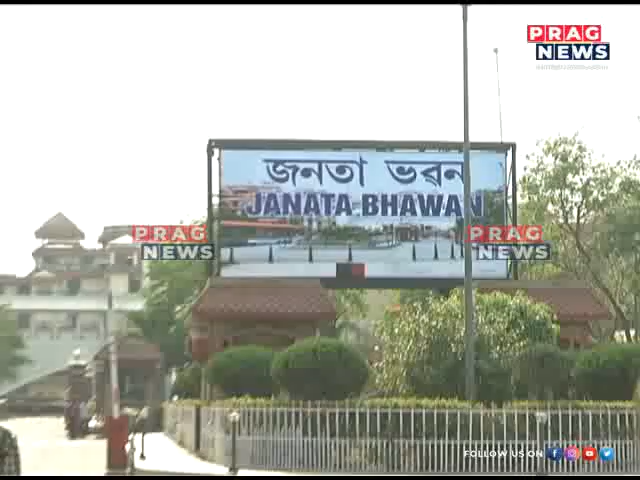 PRAG
NEWS
জনতা ভৱন
JANATA BHAWAN
PRAG
NEWS
PRAG
NEWS
FOLLOW US ON